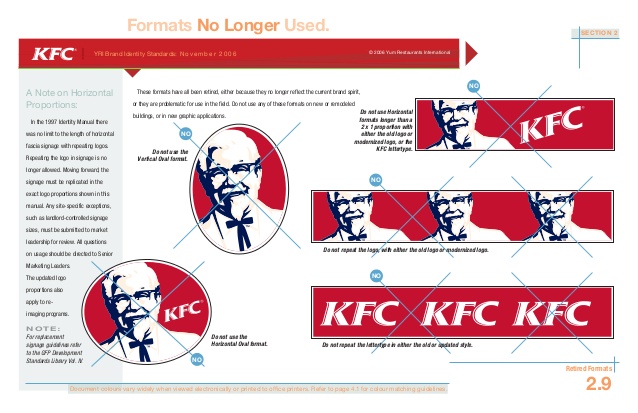 Formats No Longer Used.
SECTION 2
KFC
YRI Brand Identity Standards: November 2006
© 2006 Yum Restaurants International
A Note on Horizontal
Proportions:
In the 1997 Identity Manual there
was no limit to the length of horizontal
fascia signage with repeating logos.
Repeating the logo in signage is no
longer allowed. Moving forward, the
signage must be replicated in the
exact logo proportions shown in this
manual. Any site-specific exceptions,
such as landlord-controlled signage
sizes, must be submitted to market
leadership for review. All questions
on usage should be directed to Senior
Marketing Leaders.
The updated logo
proportions also
apply to re-
imaging programs.
NOTE:
For replacement
signage guidelines refer
to the GFP Development
Standards Library Vol. IV.
These formats have all been retired, either because they no longer reflect the current brand spirit,
or they are problematic for use in the field. Do not use any of these formats on new or remodeled
buildings, or in new graphic applications.
NO
Do not use the
Vertical Oval format.
NO
Do not use Horizontal
formats longer than a
2 x 1 proportion with
either the old logo or
modernized logo, or the
KFC lettertype.
KFC
NO
Do not repeat the logo, with either the old logo or modernized logo.
KFC
Do not use the
Horizontal Oval format.
NO
NO
KFC KFC KFC
Do not repeat the lettertype in either the old or updated style.
Retired Formats
2.9
Document colours vary widely when viewed electronically or printed to office printers. Refer to page 4.1 for colour matching guidelines.